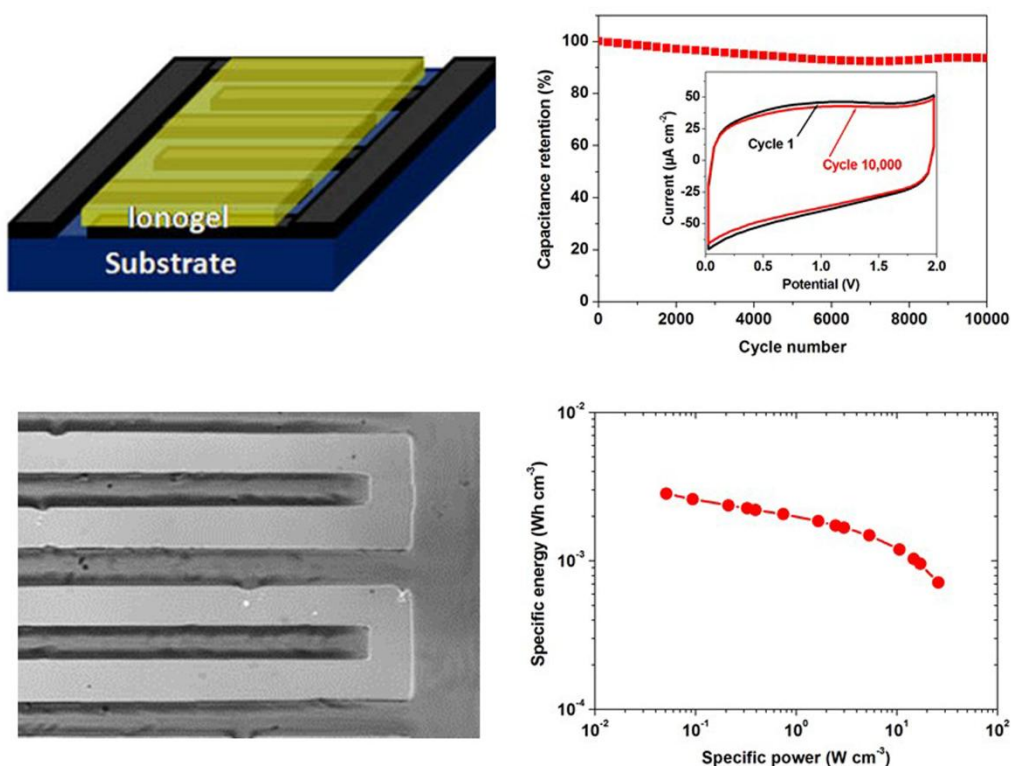 Ionogel
Substrate
Capacitance retention (%)
100
80
60
40
20
0
0 2000 4000 6000 8000 10000
Cycle number
Current (µA cm⁻²)
50
25
0
-25
-50
0.0 0.5 1.0 1.5 2.0
Potential (V)
Cycle 1
Cycle 10,000
Specific energy (Wh cm⁻³)
10⁻²
10⁻³
10⁻⁴
10⁻² 10⁻¹ 10⁰ 10¹ 10²
Specific power (W cm⁻³)